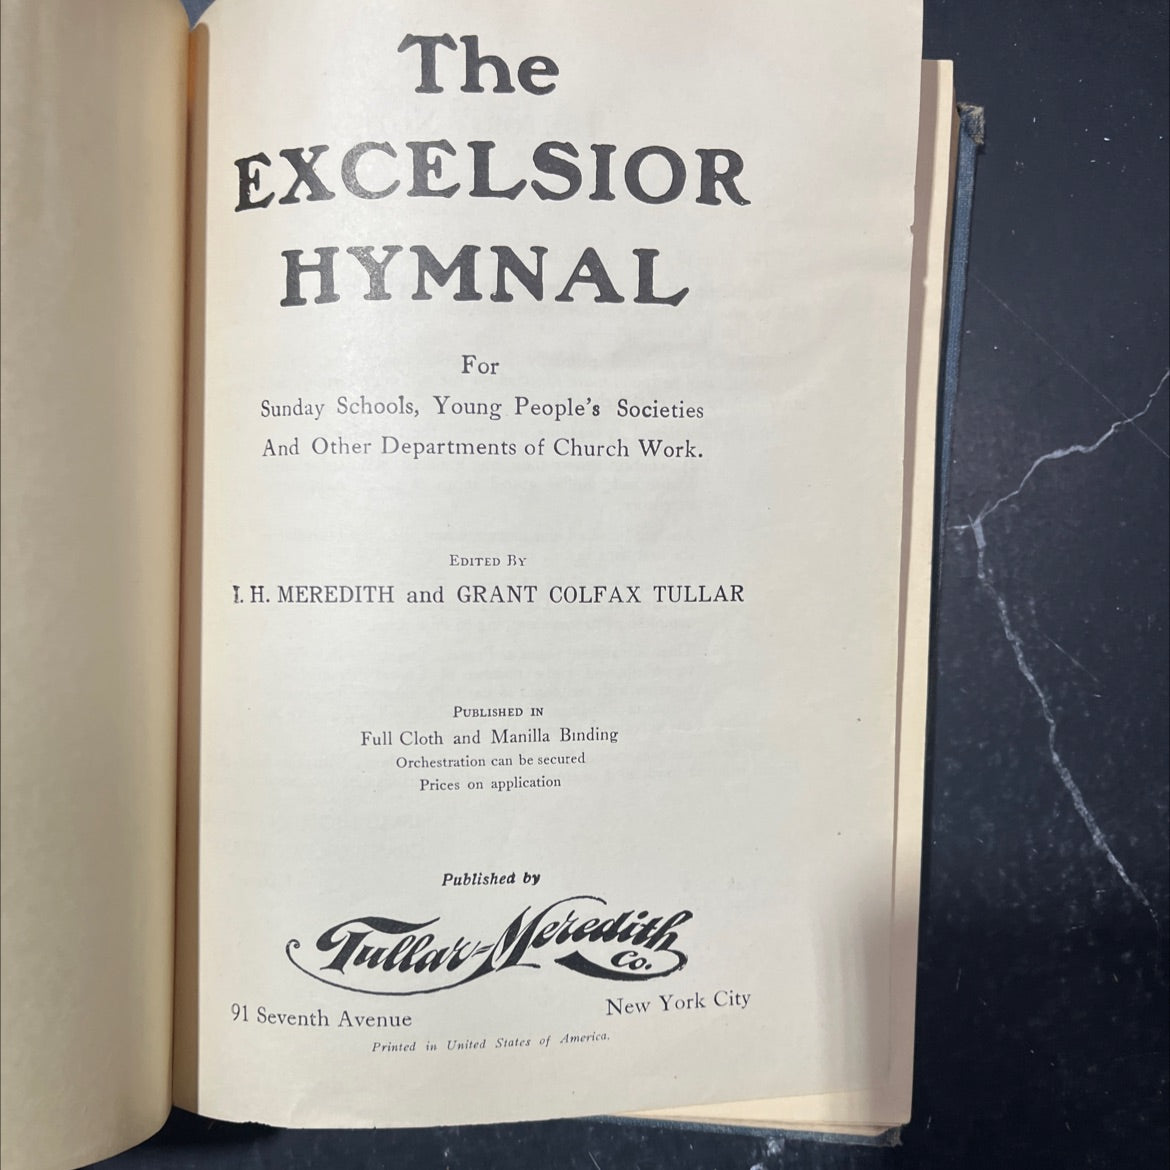 The
EXCELSIOR
HYMNAL
For
Sunday Schools, Young People's Societies
And Other Departments of Church Work.
EDITED BY
I. H. MEREDITH and GRANT COLFAX TULLAR
PUBLISHED IN
Full Cloth and Manilla Binding
Orchestration can be secured
Prices on application
Published by
Tullar-Meredith Co.
91 Seventh Avenue New York City
Printed in United States of America.